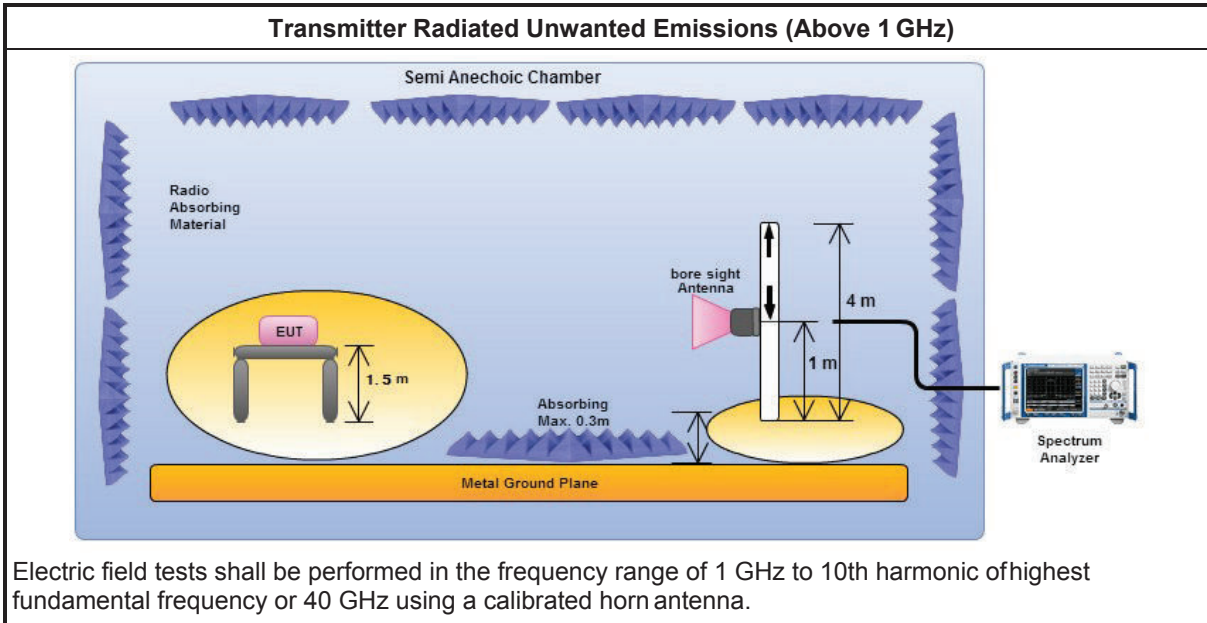 Transmitter Radiated Unwanted Emissions (Above 1 GHz)
Semi Anechoic Chamber
Radio
Absorbing
Material
bore sight
Antenna
4 m
EUT
1 m
1.5 m
Absorbing
Max. 0.3m
Spectrum
Analyzer
Metal Ground Plane
Electric field tests shall be performed in the frequency range of 1 GHz to 10th harmonic ofhighest
fundamental frequency or 40 GHz using a calibrated horn antenna.